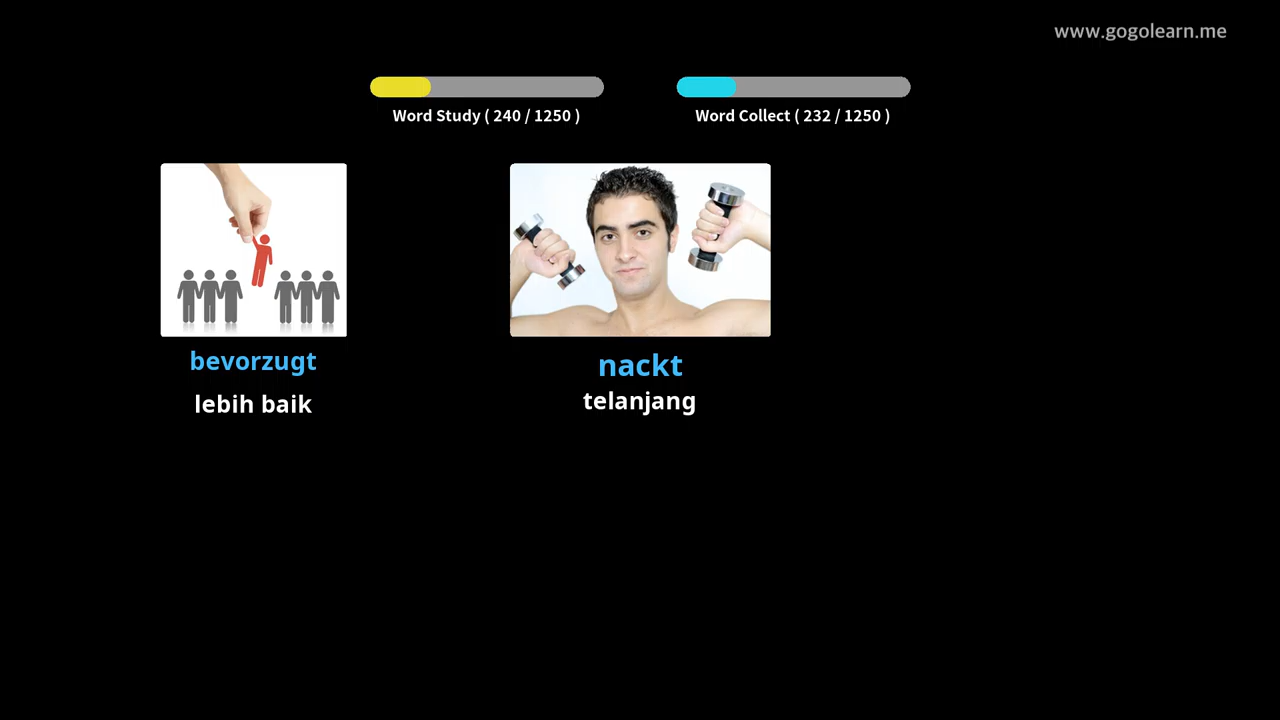 www.gogolearn.me
Word Study ( 240 / 1250 )
Word Collect ( 232 / 1250 )
bevorzugt
lebih baik
nackt
telanjang